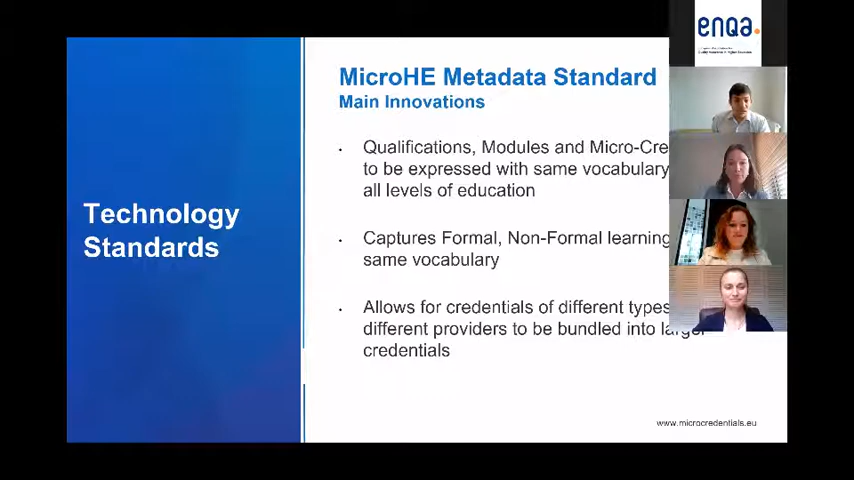 enqa.
Technology
Standards
MicroHE Metadata Standard
Main Innovations
Qualifications, Modules and Micro-Cre
to be expressed with same vocabulary
all levels of education
Captures Formal, Non-Formal learning
same vocabulary
Allows for credentials of different types
different providers to be bundled into larger
credentials
www.microcredentials.eu